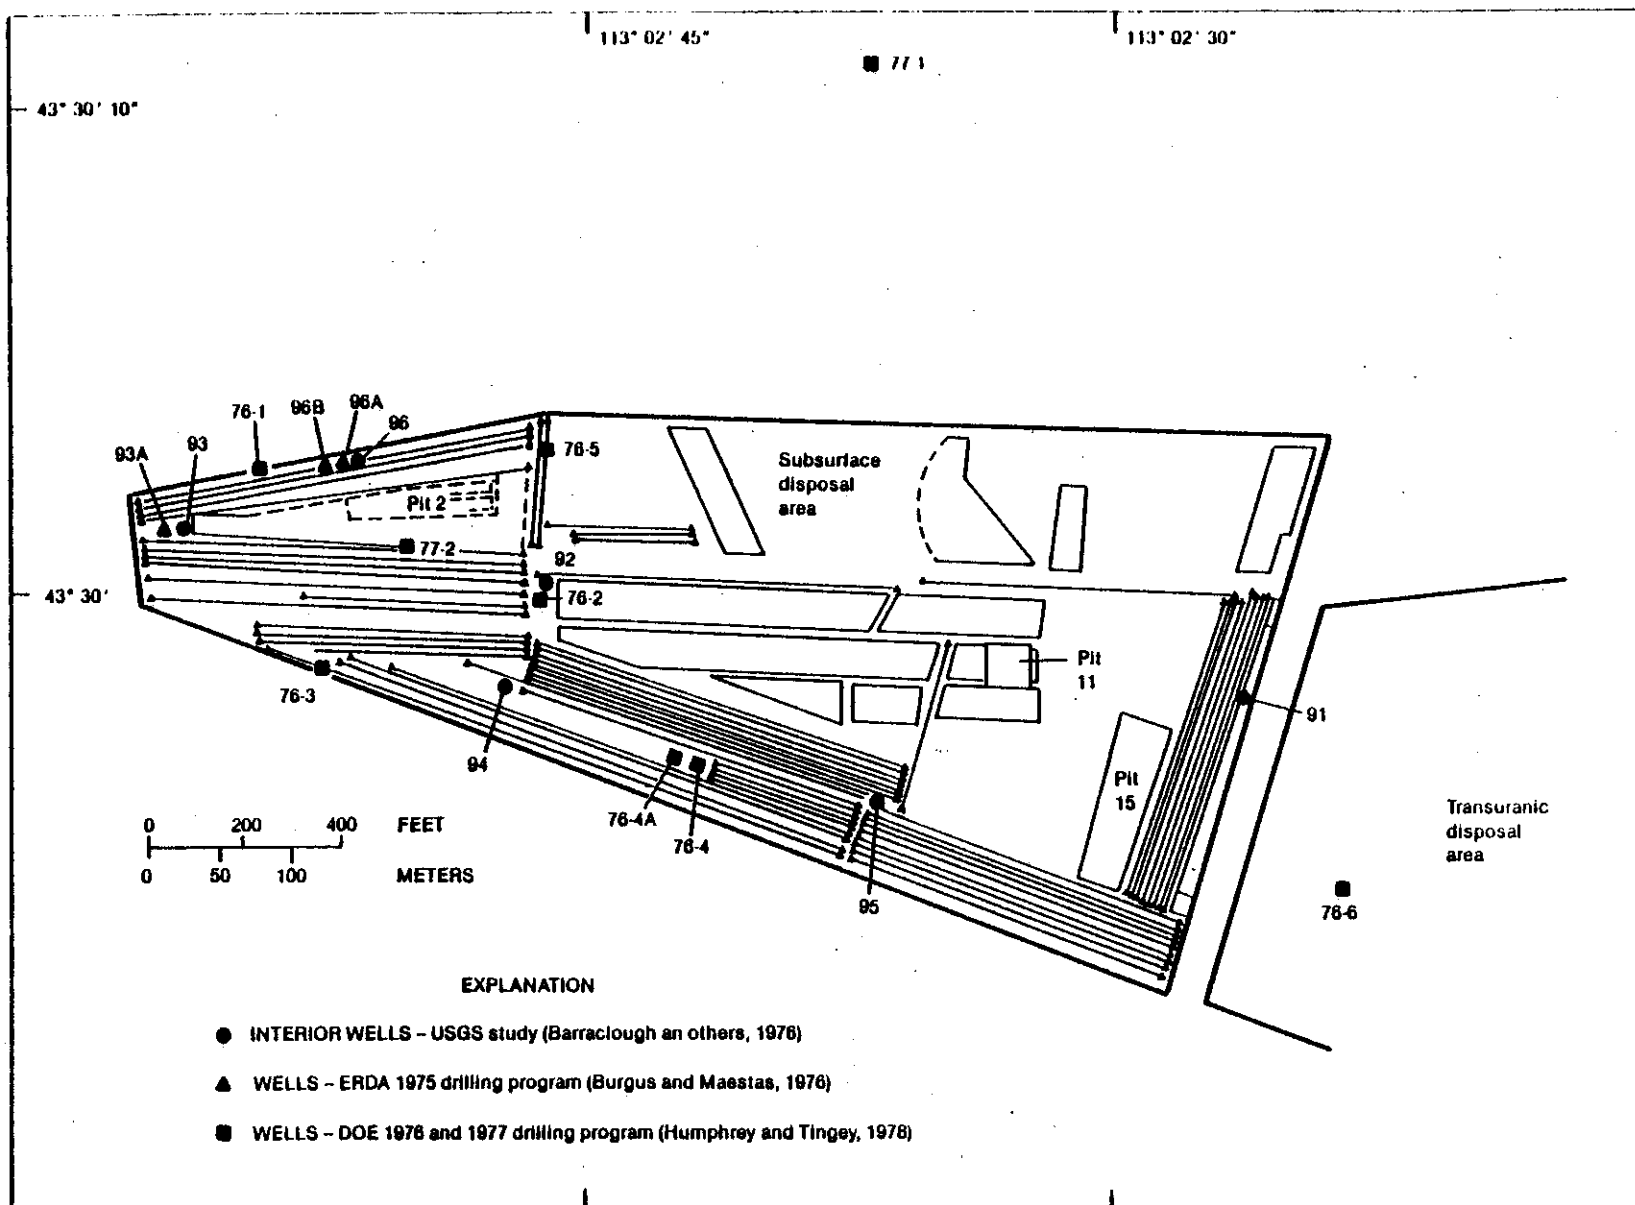 113° 02' 45"
113° 02' 30"
77 1
43° 30' 10"
76-1
96B
96A
96
93A
93
76-5
Subsurface
disposal
area
Pit 2
77-2
92
43° 30'
76-2
Pit
11
76-3
91
94
Pit
15
76-4A
76-4
Transuranic
disposal
area
0 200 400 FEET
0 50 100 METERS
95
76-6
EXPLANATION
INTERIOR WELLS – USGS study (Barraclough an others, 1976)
WELLS – ERDA 1975 drilling program (Burgus and Maestas, 1976)
WELLS – DOE 1976 and 1977 drilling program (Humphrey and Tingey, 1978)